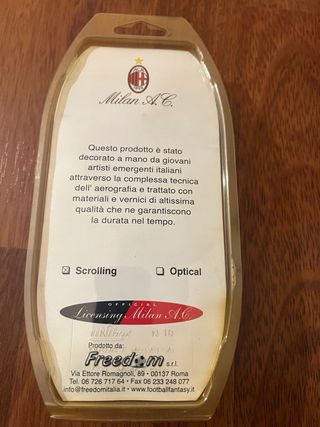 Milan A.C.
Questo prodotto è stato
decorato a mano da giovani
artisti emergenti italiani
attraverso la complessa tecnica
dell' aerografia e trattato con
materiali e vernici di altissima
qualità che ne garantiscono
la durata nel tempo.
☒ Scrolling ☐ Optical
OFFICIAL
Licensing Milan A.C.
Prodotto da:
Freedom s.r.l.
Via Ettore Romagnoli, 89 • 00137 Roma
Tel. 06 726 717 64 • Fax 06 233 248 077
info@freedomitalia.it • www.footballfantasy.it